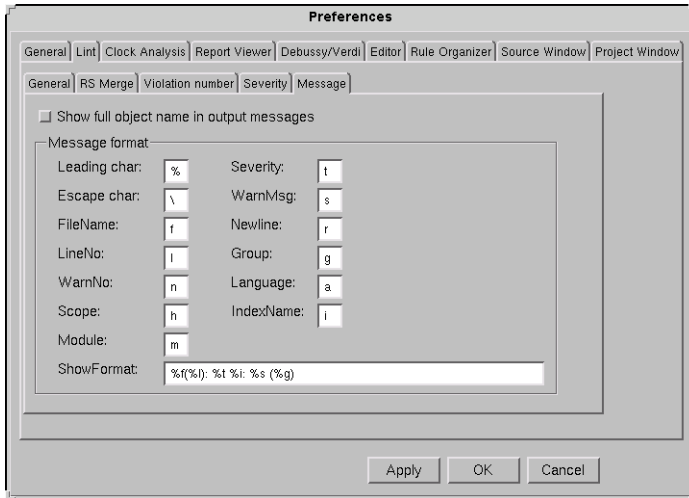 Preferences
General Lint Clock Analysis Report Viewer Debussy/Verdi Editor Rule Organizer Source Window Project Window
General RS Merge Violation number Severity Message
Show full object name in output messages
Message format
Leading char: % Severity: t
Escape char: \ WarnMsg: s
FileName: f Newline: r
LineNo: l Group: g
WarnNo: n Language: a
Scope: h IndexName: i
Module: m
ShowFormat: %f(%l): %t %i: %s (%g)
Apply OK Cancel